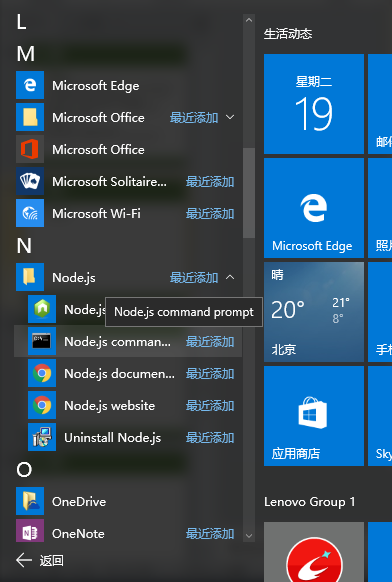 L
M
Microsoft Edge
Microsoft Office 最近添加
Microsoft Office
Microsoft Solitaire... 最近添加
Microsoft Wi-Fi 最近添加
N
Node.js 最近添加
Node.js
Node.js command prompt
Node.js comman... 最近添加
Node.js documen... 最近添加
Node.js website 最近添加
Uninstall Node.js 最近添加
O
OneDrive
OneNote 最近添加
返回
生活动态
星期二
19
Microsoft Edge
晴
20° 21°
8°
北京
应用商店
Sky
Lenovo Group 1